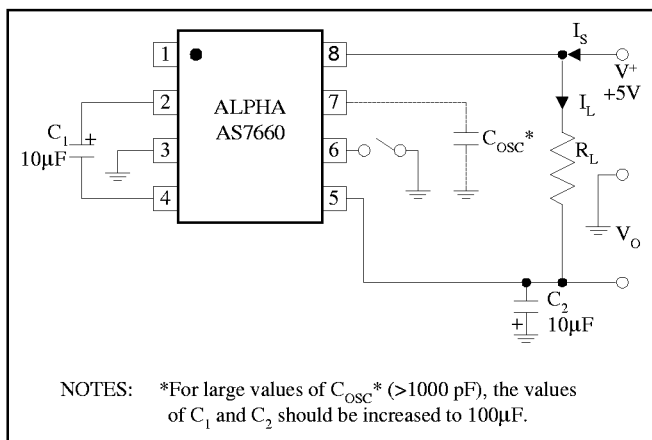 I_S
1
8
V+
+5V
2
ALPHA
AS7660
7
I_L
C_1
+
10µF
3
6
C_OSC*
R_L
4
5
V_O
C_2
+
10µF
NOTES: *For large values of C_OSC* (>1000 pF), the values
of C_1 and C_2 should be increased to 100µF.